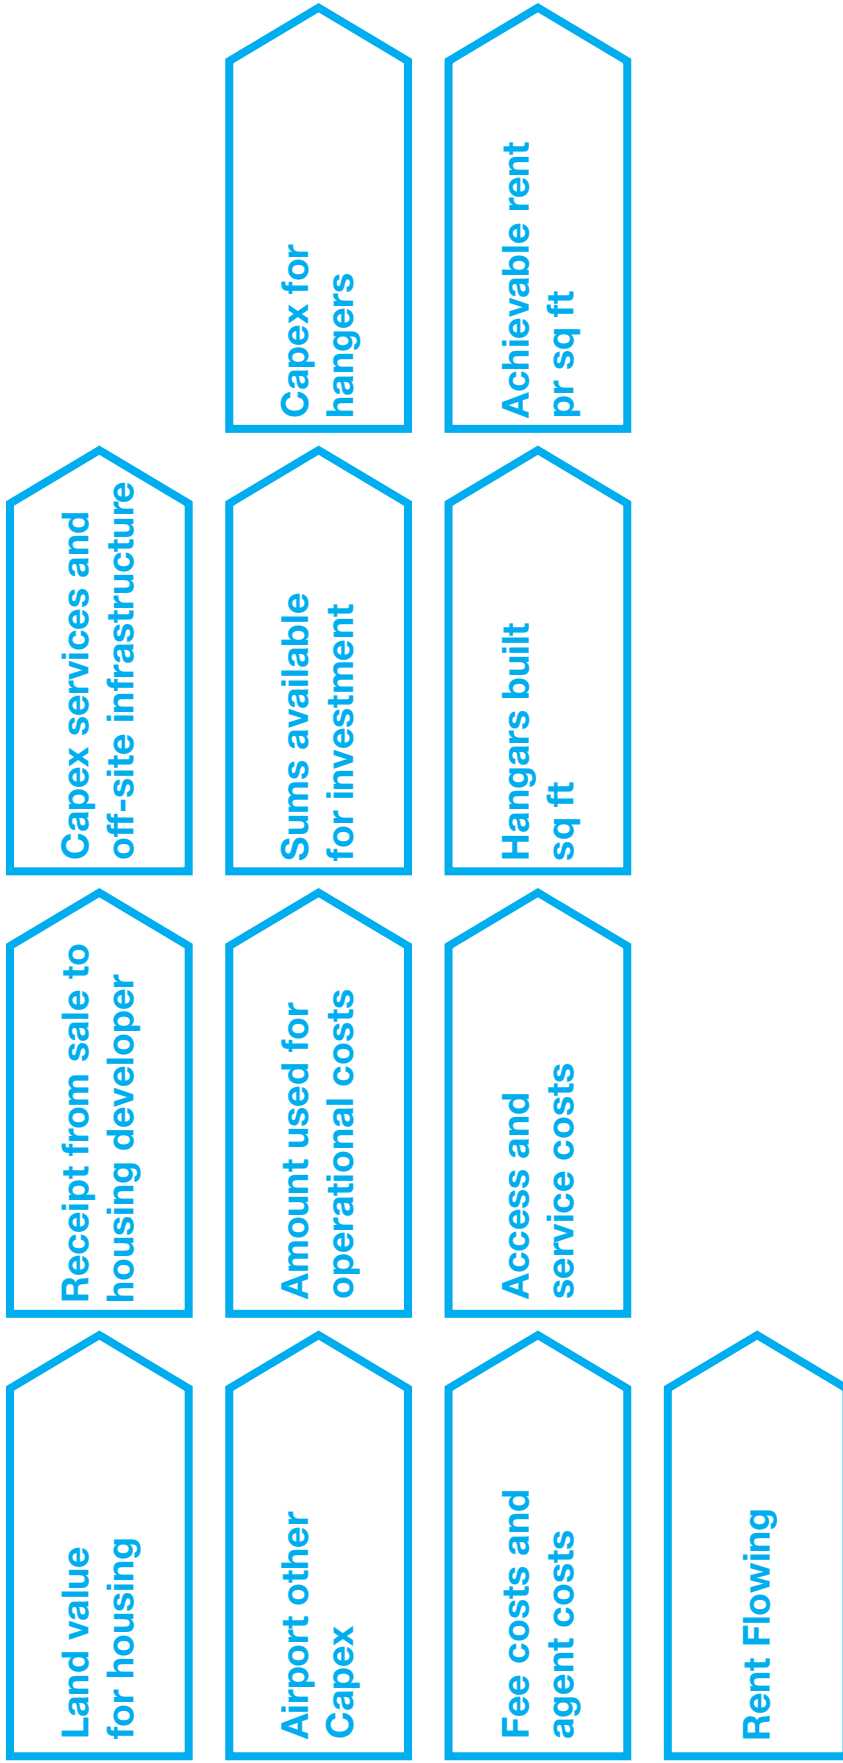 Land value
for housing
Receipt from sale to
housing developer
Capex services and
off-site infrastructure
Airport other
Capex
Amount used for
operational costs
Sums available
for investment
Capex for
hangers
Fee costs and
agent costs
Access and
service costs
Hangars built
sq ft
Achievable rent
pr sq ft
Rent Flowing